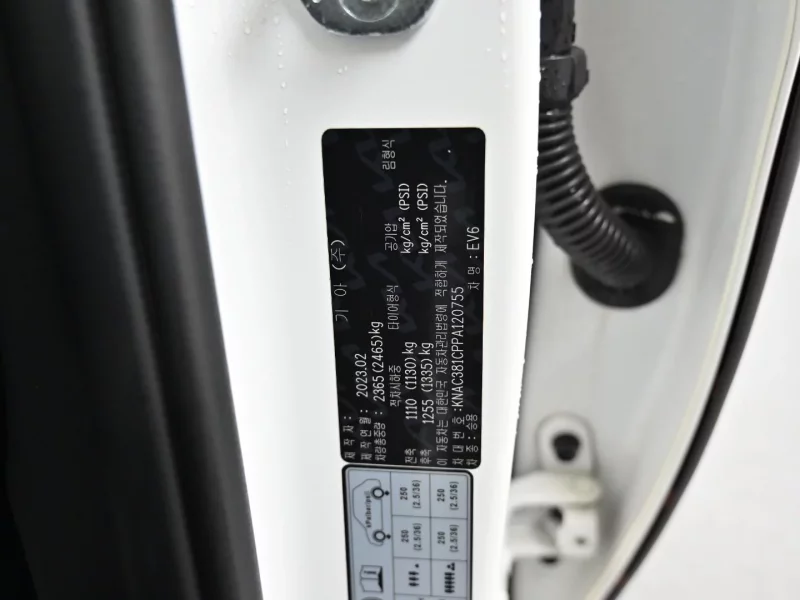 제 작 자 : 기 아 (주)
제 작 연 월 : 2023.02
차량총중량 : 2365(2465)kg
적차시하중 타이어형식 공기압 림형식
전축 1110 (1130)kg kg/cm² (PSI)
후축 1255 (1335)kg kg/cm² (PSI)
이 자동차는 대한민국 자동차관리법령에 적합하게 제작되었습니다.
차 대 번 호 :KNAC381CPPA120755
차 종 : 승용 차 명 : EV6
kPa(bar/psi)
250 (2.5/36) 250 (2.5/36)
250 (2.5/36) 250 (2.5/36)